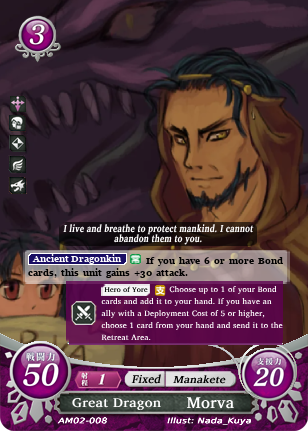 3
I live and breathe to protect mankind. I cannot
abandon them to you.
Ancient Dragonkin 常 If you have 6 or more Bond
cards, this unit gains +30 attack.
Hero of Yore 支 Choose up to 1 of your Bond
cards and add it to your hand. If you have an
ally with a Deployment Cost of 5 or higher,
choose 1 card from your hand and send it to the
Retreat Area.
戦闘力
50
射程 1 Fixed Manakete
支援力
20
Great Dragon Morva
AM02-008 Illust: Nada_Kuya